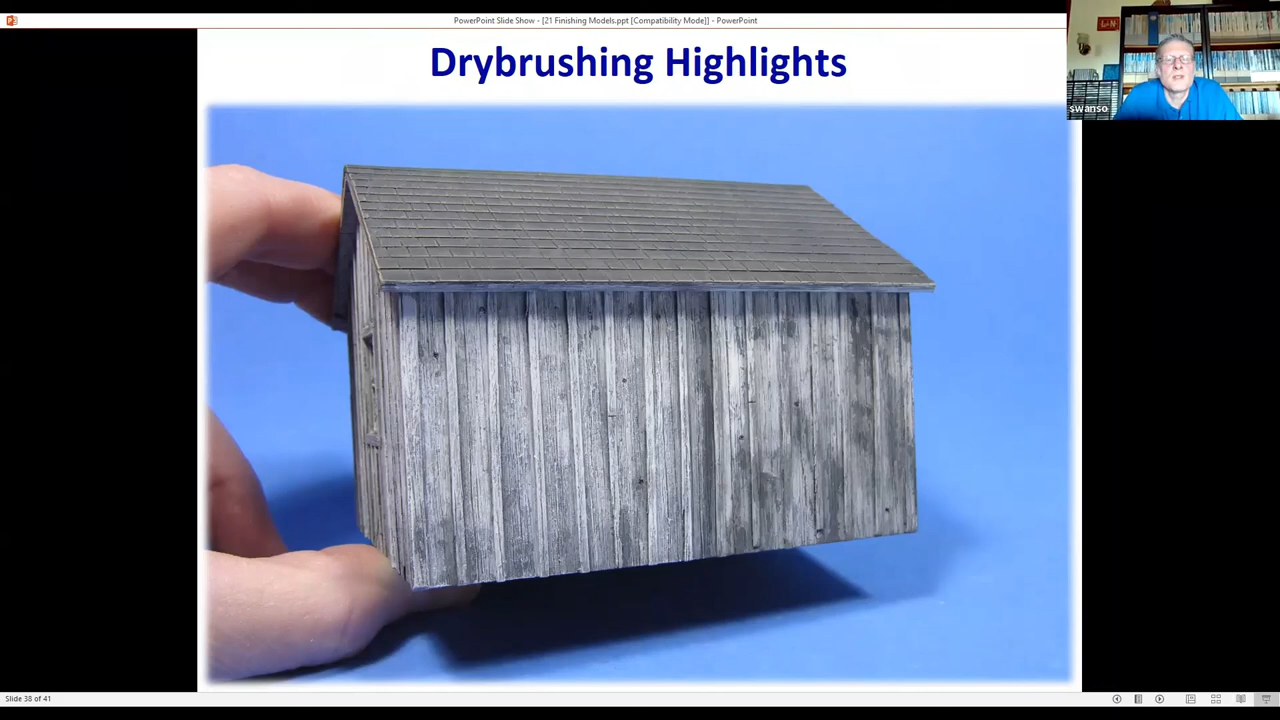 PowerPoint Slide Show - [21 Finishing Models.ppt [Compatibility Mode]] - PowerPoint
Drybrushing Highlights
swanso
Slide 38 of 41